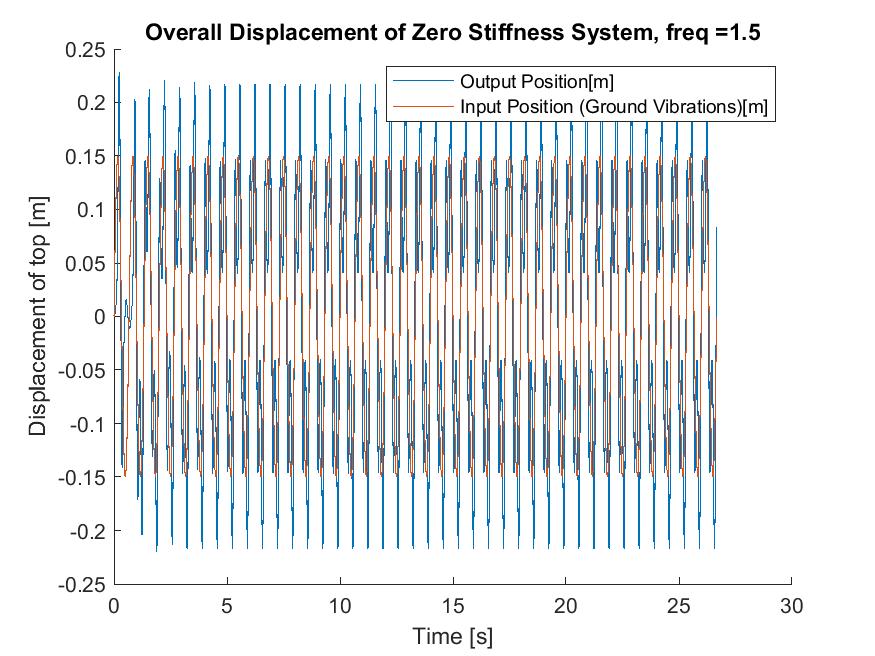 Overall Displacement of Zero Stiffness System, freq =1.5
0.25
Output Position[m]
Input Position (Ground Vibrations)[m]
0.2
0.15
0.1
0.05
0
-0.05
-0.1
-0.15
-0.2
-0.25
Displacement of top [m]
0 5 10 15 20 25 30
Time [s]